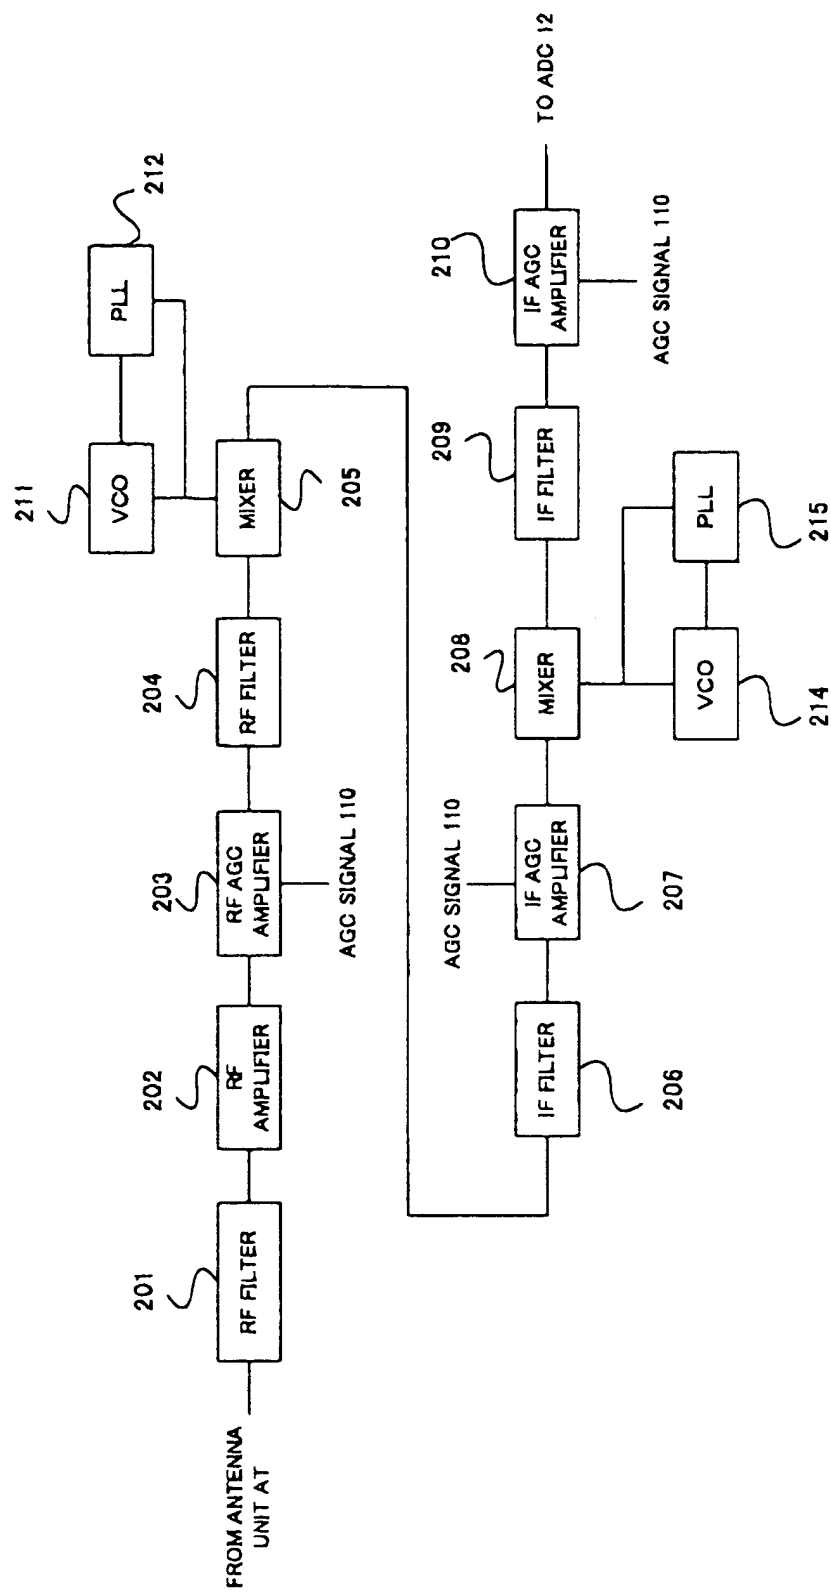 FROM ANTENNA
UNIT AT
201
RF FILTER
202
RF
AMPLIFIER
203
RF AGC
AMPLIFIER
AGC SIGNAL 110
204
RF FILTER
211
VCO
212
PLL
MIXER
205
IF FILTER
206
AGC SIGNAL 110
IF AGC
AMPLIFIER
207
208
MIXER
VCO
214
PLL
215
209
IF FILTER
210
IF AGC
AMPLIFIER
AGC SIGNAL 110
TO ADC 12